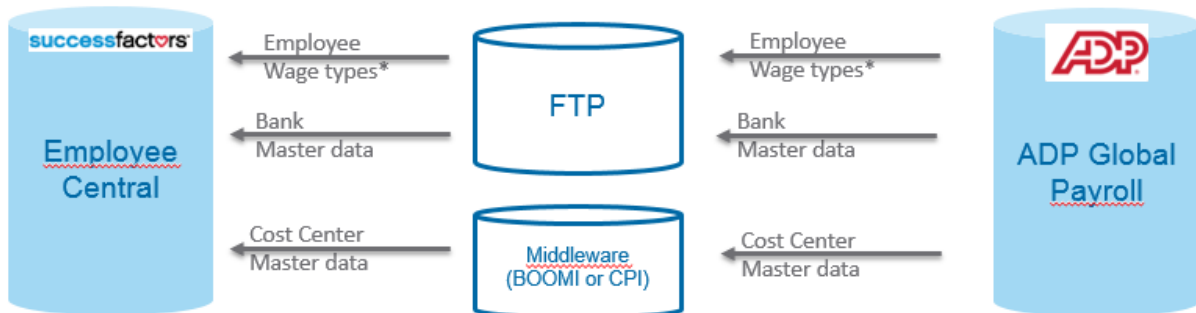 successfactors
Employee
Central
Employee
Wage types*
Bank
Master data
Cost Center
Master data
FTP
Middleware
(BOOMI or CPI)
Employee
Wage types*
Bank
Master data
Cost Center
Master data
ADP
ADP Global
Payroll